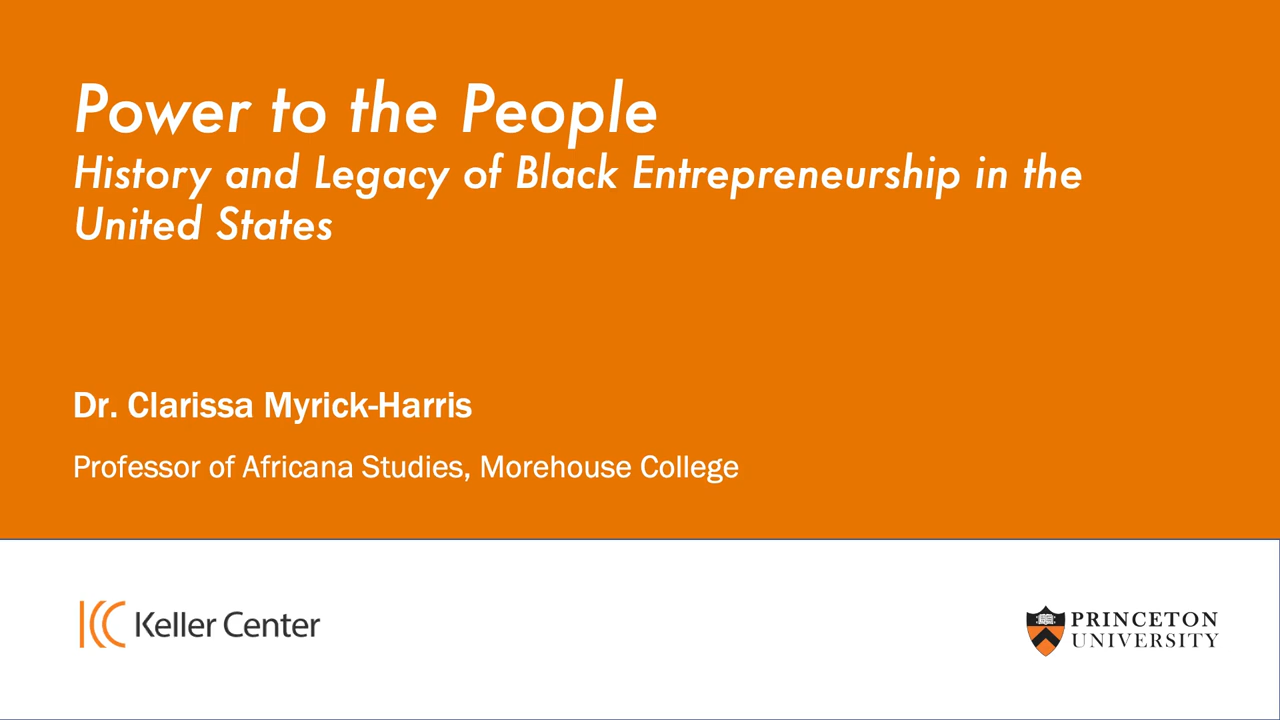 Power to the People
History and Legacy of Black Entrepreneurship in the
United States
Dr. Clarissa Myrick-Harris
Professor of Africana Studies, Morehouse College
Keller Center
PRINCETON
UNIVERSITY